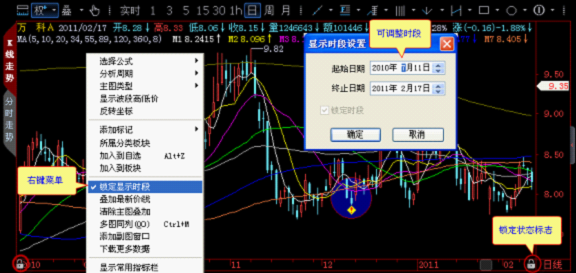 权 实时 1 3 5 15 30 1h 日 周 月
万 科A 2011/02/17 开8.28 高8.33 低8.06 收8.15 量1246643 额101446 28% 涨(-0.16)-1.88%
MA(5,10,20,34,55,89,120,360,8) M1 8.2415↑ M2 8.096↑ M7 8.405
K线走势
分时走势
9.82
选择公式
分析周期
主图类型
显示波段高低价
反转坐标
添加标记
所属分类板块
加入到自选 Alt+Z
加入到板块
锁定显示时段
叠加最新价线
清除主图叠加
多图同列(QQ) Ctrl+M
添加副图窗口
下载更多数据
显示常用指标栏
右键菜单
可调整时段
显示时段设置
起始日期 2010年 7月11日
终止日期 2011年 2月17日
锁定时段
确定 取消
9.50
9.35
9.00
8.50
8.00
锁定状态标志
10 11 12 2011 02 日线